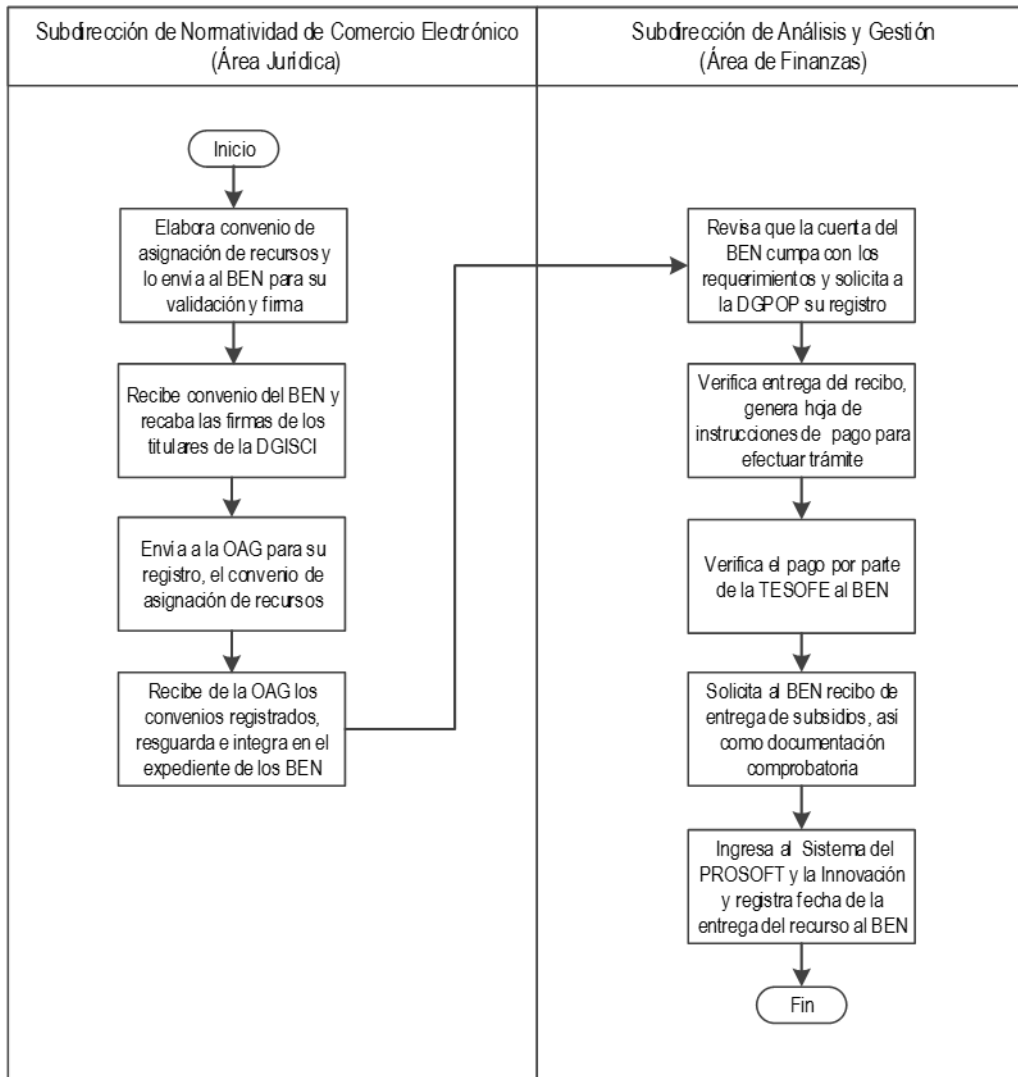 Subdirección de Normatividad de Comercio Electrónico
(Área Jurídica)
Subdirección de Análisis y Gestión
(Área de Finanzas)
Inicio
Elabora convenio de
asignación de recursos y
lo envía al BEN para su
validación y firma
Recibe convenio del BEN y
recaba las firmas de los
titulares de la DGISCI
Envía a la OAG para su
registro, el convenio de
asignación de recursos
Recibe de la OAG los
convenios registrados,
resguarda e integra en el
expediente de los BEN
Revisa que la cuenta del
BEN cumpa con los
requerimientos y solicita a
la DGPOP su registro
Verifica entrega del recibo,
genera hoja de
instrucciones de pago para
efectuar trámite
Verifica el pago por parte
de la TESOFE al BEN
Solicita al BEN recibo de
entrega de subsidios, así
como documentación
comprobatoria
Ingresa al Sistema del
PROSOFT y la Innovación
y registra fecha de la
entrega del recurso al BEN
Fin